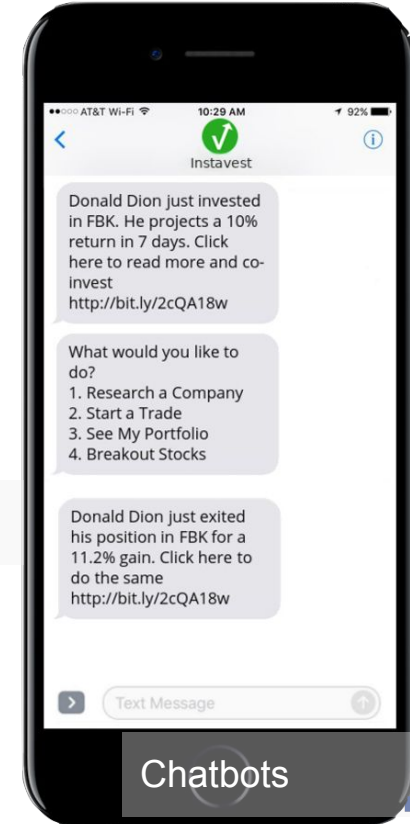 AT&T Wi-Fi 10:29 AM 92%
Instavest
Donald Dion just invested
in FBK. He projects a 10%
return in 7 days. Click
here to read more and co-
invest
http://bit.ly/2cQA18w
What would you like to
do?
1. Research a Company
2. Start a Trade
3. See My Portfolio
4. Breakout Stocks
Donald Dion just exited
his position in FBK for a
11.2% gain. Click here to
do the same
http://bit.ly/2cQA18w
Text Message
Chatbots